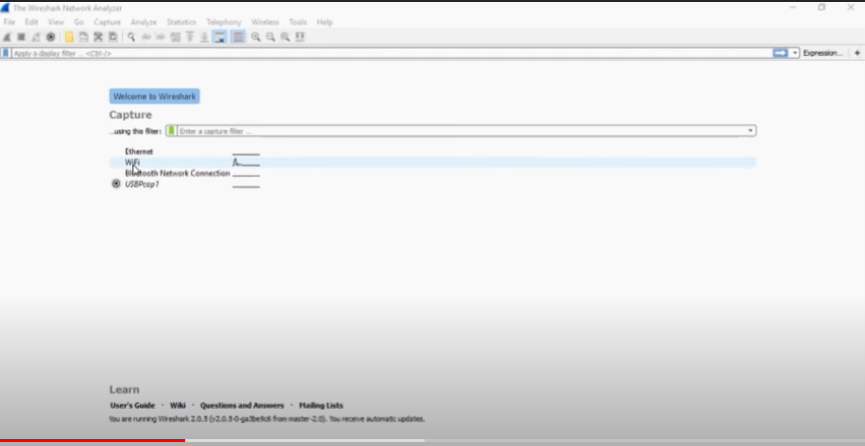 The Wireshark Network Analyzer
File Edit View Go Capture Analyze Statistics Telephony Wireless Tools Help
Apply a display filter ... <Ctrl-/> Expression... +
Welcome to Wireshark
Capture
...using this filter: Enter a capture filter ...
Ethernet
WiFi
Bluetooth Network Connection
USBPcap1
Learn
User's Guide · Wiki · Questions and Answers · Mailing Lists
You are running Wireshark 2.0.5 (v2.0.5-0-ga3be9c6 from master-2.0). You receive automatic updates.